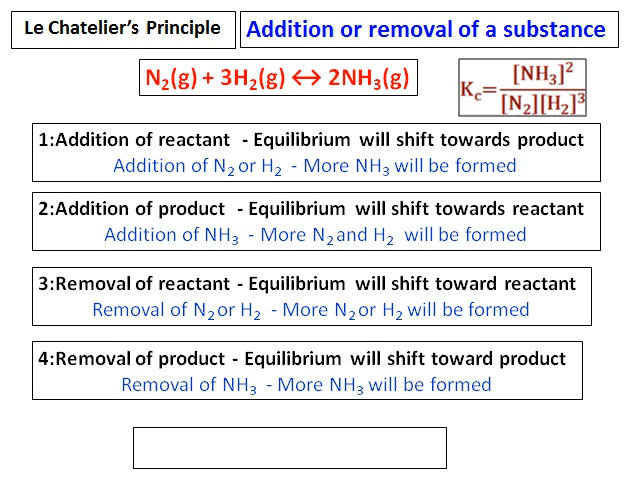 Le Chatelier's Principle
Addition or removal of a substance
N₂(g) + 3H₂(g) ↔ 2NH₃(g)
K꜀= [NH₃]² / [N₂][H₂]³
1:Addition of reactant - Equilibrium will shift towards product
Addition of N₂ or H₂ - More NH₃ will be formed
2:Addition of product - Equilibrium will shift towards reactant
Addition of NH₃ - More N₂ and H₂ will be formed
3:Removal of reactant - Equilibrium will shift toward reactant
Removal of N₂ or H₂ - More N₂ or H₂ will be formed
4:Removal of product - Equilibrium will shift toward product
Removal of NH₃ - More NH₃ will be formed